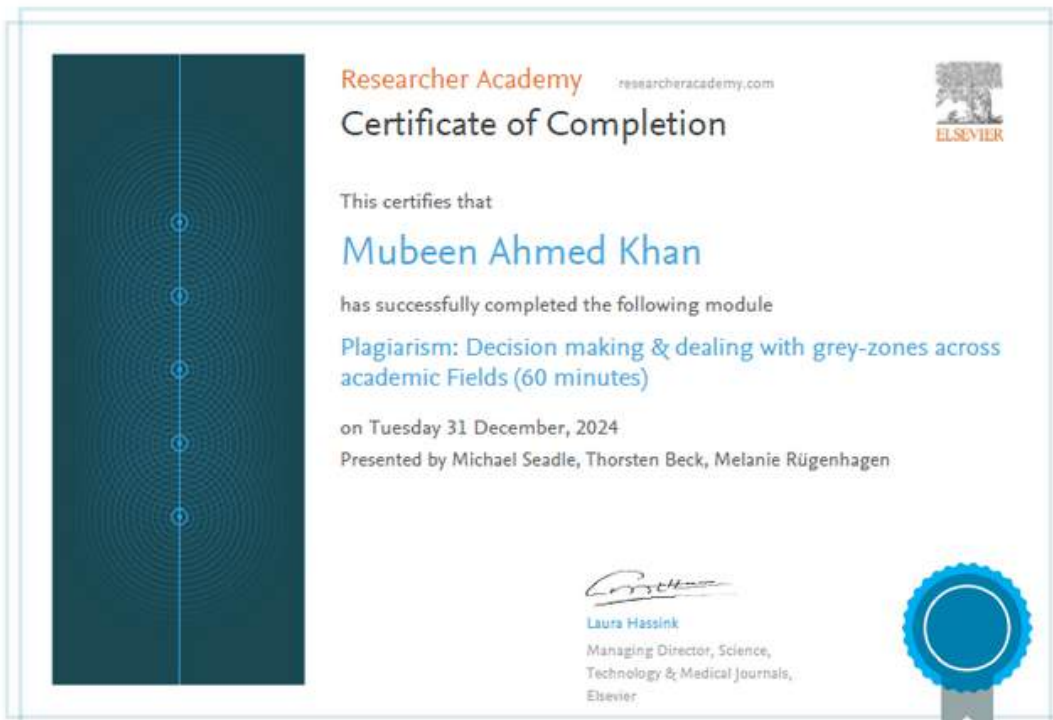 Researcher Academy researcheracademy.com
Certificate of Completion
ELSEVIER
This certifies that
Mubeen Ahmed Khan
has successfully completed the following module
Plagiarism: Decision making & dealing with grey-zones across
academic Fields (60 minutes)
on Tuesday 31 December, 2024
Presented by Michael Seadle, Thorsten Beck, Melanie Rügenhagen
Laura Hassink
Managing Director, Science,
Technology & Medical Journals,
Elsevier